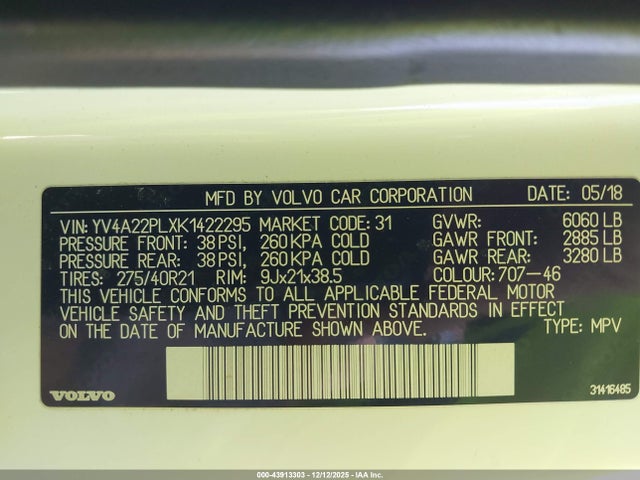 MFD BY VOLVO CAR CORPORATION DATE: 05/18
VIN: YV4A22PLXK1422295 MARKET CODE: 31 GVWR: 6060 LB
PRESSURE FRONT: 38 PSI, 260 KPA COLD GAWR FRONT: 2885 LB
PRESSURE REAR: 38 PSI, 260 KPA COLD GAWR REAR: 3280 LB
TIRES: 275/40R21 RIM: 9Jx21x38.5 COLOUR: 707-46
THIS VEHICLE CONFORMS TO ALL APPLICABLE FEDERAL MOTOR
VEHICLE SAFETY AND THEFT PREVENTION STANDARDS IN EFFECT
ON THE DATE OF MANUFACTURE SHOWN ABOVE. TYPE: MPV
VOLVO 31416485
000-43913303 - 12/12/2025 - IAA Inc.